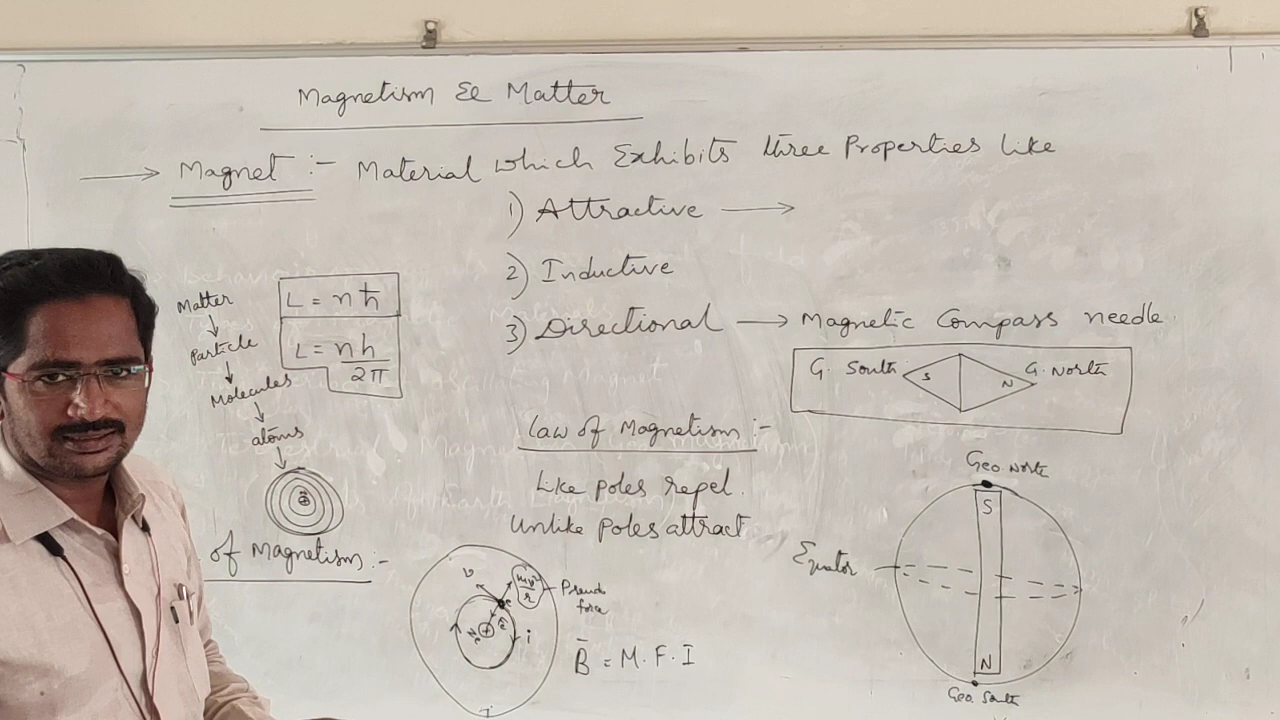 Magnetism & Matter
→ Magnet :- Material which Exhibits three Properties like
1) Attractive →
2) Inductive
3) Directional → Magnetic Compass needle.
G. South S N G. North
Matter
↓
Particle
↓
Molecules
↓
atoms
↓
L = nħ
L = nh/2π
Law of Magnetism :-
Like poles repel.
Unlike poles attract.
of Magnetism :-
v
mv²/r
Pseudo
force
e
i
B̄ = M.F.I
Geo. North
S
Equator
N
Geo. South